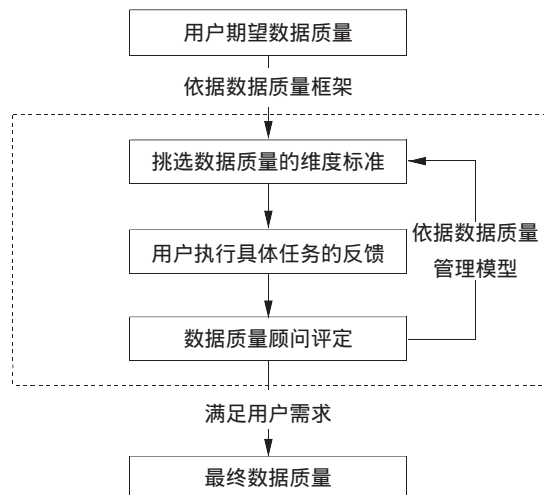 用户期望数据质量
依据数据质量框架
挑选数据质量的维度标准
用户执行具体任务的反馈
依据数据质量
管理模型
数据质量顾问评定
满足用户需求
最终数据质量